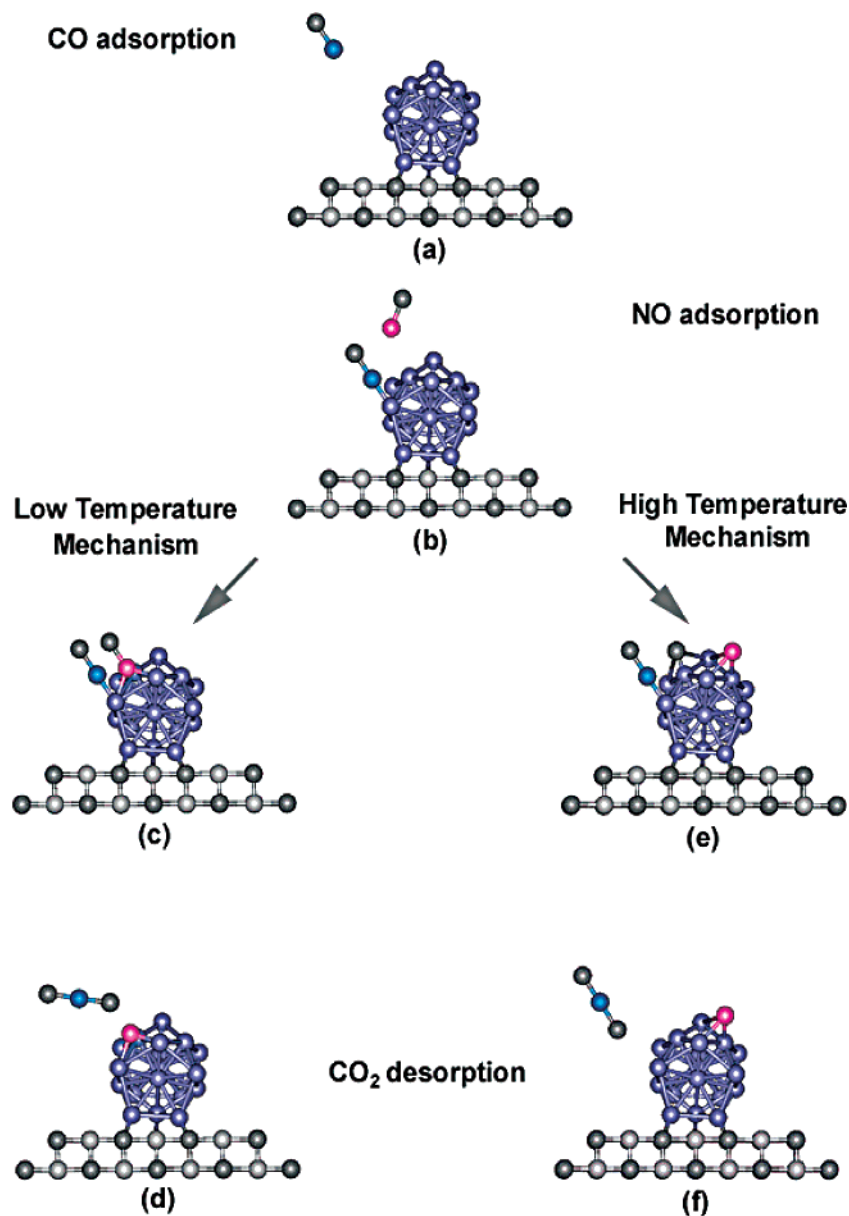 CO adsorption
(a)
NO adsorption
Low Temperature
Mechanism
(b)
High Temperature
Mechanism
(c)
(e)
CO₂ desorption
(d)
(f)